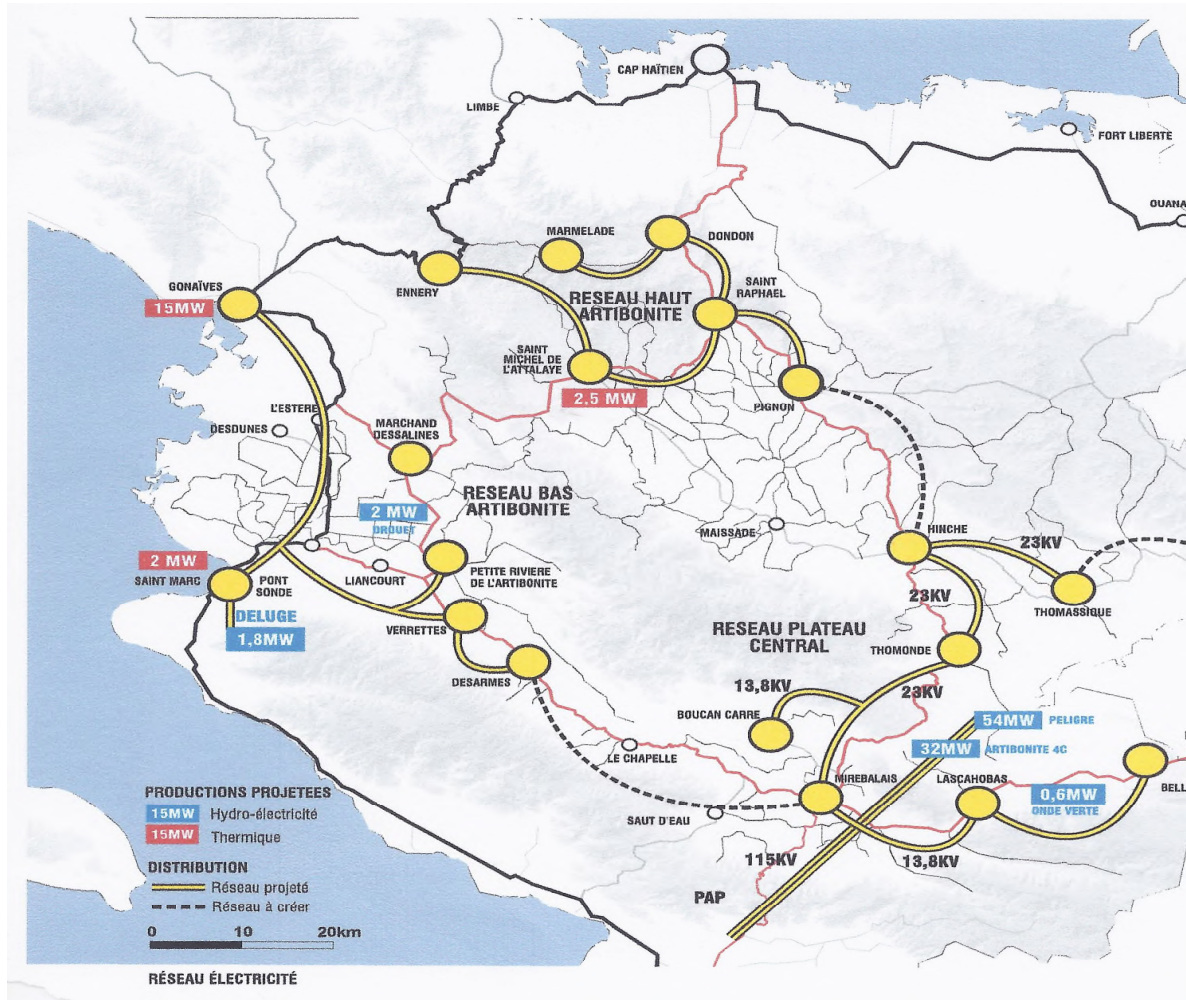 CAP HAÏTIEN
LIMBE
FORT LIBERTE
OUANA
MARMELADE
DONDON
ENNERY
GONAÏVES
15MW
SAINT
RAPHAEL
RESEAU HAUT
ARTIBONITE
SAINT
MICHEL DE
L'ATTALAYE
2.5 MW
PIGNON
L'ESTERE
DESDUNES
MARCHAND
DESSALINES
RESEAU BAS
ARTIBONITE
2 MW
DROUET
MAISSADE
HINCHE
23KV
THOMASSIQUE
2 MW
SAINT MARC
PONT
SONDE
LIANCOURT
PETITE RIVIERE
DE L'ARTIBONITE
DELUGE
1,8MW
VERRETTES
DESARMES
23KV
RESEAU PLATEAU
CENTRAL
THOMONDE
13,8KV
23KV
BOUCAN CARRE
54MW
PELIGRE
32MW
ARTIBONITE 4C
LE CHAPELLE
MIREBALAIS
LASCAHOBAS
0,6MW
ONDE VERTE
BELL
SAUT D'EAU
115KV
13,8KV
PAP
PRODUCTIONS PROJETEES
15MW Hydro-électricité
15MW Thermique
DISTRIBUTION
Réseau projeté
Réseau à créer
0 10 20km
RÉSEAU ÉLECTRICITÉ